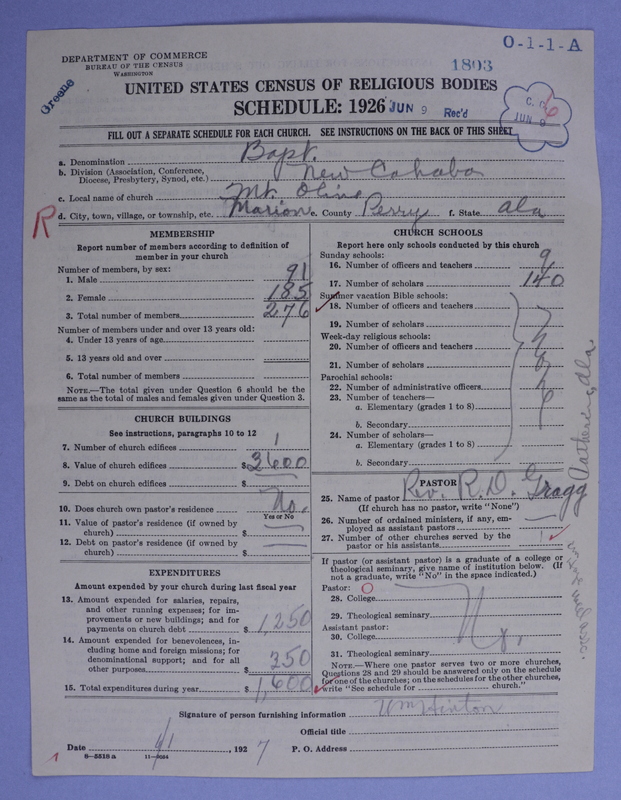 O-1-1-A
DEPARTMENT OF COMMERCE
BUREAU OF THE CENSUS
WASHINGTON
1803
Greene
UNITED STATES CENSUS OF RELIGIOUS BODIES
SCHEDULE: 1926
JUN 9 Rec'd
C. C. 6
JUN 9
FILL OUT A SEPARATE SCHEDULE FOR EACH CHURCH. SEE INSTRUCTIONS ON THE BACK OF THIS SHEET
a. Denomination Bapt.
b. Division (Association, Conference,
Diocese, Presbytery, Synod, etc.) New Cahaba
c. Local name of church Mt. Olive
R d. City, town, village, or township, etc. Marion e. County Perry f. State Ala
MEMBERSHIP
Report number of members according to definition of
member in your church
Number of members, by sex:
1. Male 91
2. Female 185
3. Total number of members 276
Number of members under and over 13 years old:
4. Under 13 years of age
5. 13 years old and over
6. Total number of members
NOTE.—The total given under Question 6 should be the
same as the total of males and females given under Question 3.
CHURCH BUILDINGS
See instructions, paragraphs 10 to 12
7. Number of church edifices 1
8. Value of church edifices $3600
9. Debt on church edifices $
10. Does church own pastor's residence No.
Yes or No
11. Value of pastor's residence (if owned by
church) $
12. Debt on pastor's residence (if owned by
church) $
EXPENDITURES
Amount expended by your church during last fiscal year
13. Amount expended for salaries, repairs,
and other running expenses; for im-
provements or new buildings; and for
payments on church debt $1,250
14. Amount expended for benevolences, in-
cluding home and foreign missions; for
denominational support; and for all
other purposes $350
15. Total expenditures during year $1,600
CHURCH SCHOOLS
Report here only schools conducted by this church
Sunday schools:
16. Number of officers and teachers 9
17. Number of scholars 140
Summer vacation Bible schools:
18. Number of officers and teachers
19. Number of scholars
Week-day religious schools:
20. Number of officers and teachers
21. Number of scholars
Parochial schools:
22. Number of administrative officers
23. Number of teachers—
a. Elementary (grades 1 to 8)
b. Secondary
24. Number of scholars—
a. Elementary (grades 1 to 8)
b. Secondary
PASTOR
25. Name of pastor Rev. R. D. Gragg
(If church has no pastor, write "None")
26. Number of ordained ministers, if any, em-
ployed as assistant pastors
27. Number of other churches served by the
pastor or his assistants 1
If pastor (or assistant pastor) is a graduate of a college or
theological seminary, give name of institution below. (If
not a graduate, write "No" in the space indicated.)
Pastor:
28. College
29. Theological seminary
Assistant pastor:
30. College
31. Theological seminary
NOTE.—Where one pastor serves two or more churches,
Questions 28 and 29 should be answered only on the schedule
for one of the churches; on the schedules for the other churches,
write "See schedule for church."
Signature of person furnishing information Wm Hinton
Official title
Date 4/1, 1927 P. O. Address
8—5518 a 11—9084
1